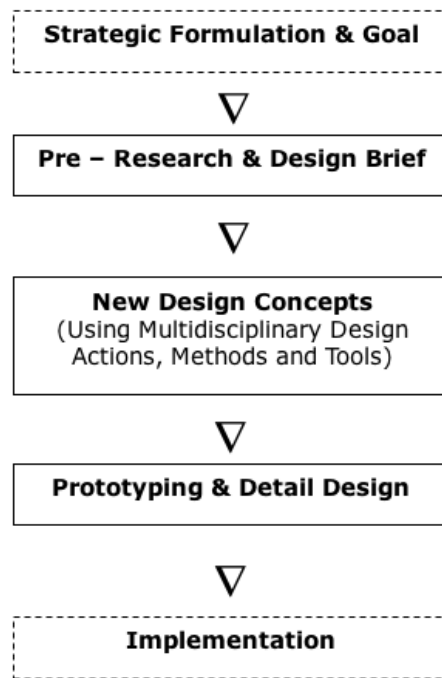 Strategic Formulation & Goal
Pre – Research & Design Brief
New Design Concepts
(Using Multidisciplinary Design
Actions, Methods and Tools)
Prototyping & Detail Design
Implementation